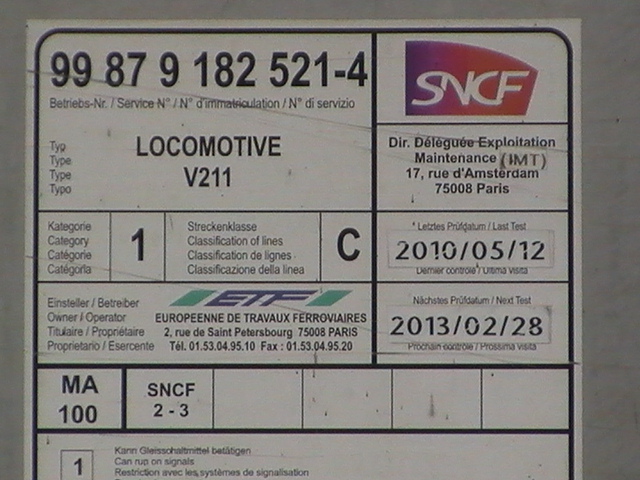 99 87 9 182 521-4
Betriebs-Nr. / Service N° / N° d'immatriculation / N° di servizio
SNCF
Typ
Type
Type
Tipo
LOCOMOTIVE
V211
Dir. Déléguée Exploitation
Maintenance (IMT)
17, rue d'Amsterdam
75008 Paris
Kategorie
Category
Catégorie
Categoria
1
Streckenklasse
Classification of lines
Classification de lignes
Classificazione della linea
C
* Letztes Prüfdatum / Last Test
2010/05/12
Dernier contrôle / Ultima visita
Einsteller / Betreiber
Owner / Operator
Titulaire / Propriétaire
Proprietario / Esercente
ETF
EUROPEENNE DE TRAVAUX FERROVIAIRES
2, rue de Saint Petersbourg 75008 PARIS
Tél. 01.53.04.95.10 Fax : 01.53.04.95.20
Nächstes Prüfdatum / Next Test
2013/02/28
Prochain contrôle / Prossima visita
MA
100
SNCF
2 - 3
1
Kann Gleisschaltmittel betätigen
Can run on signals
Restriction avec les systèmes de signalisation